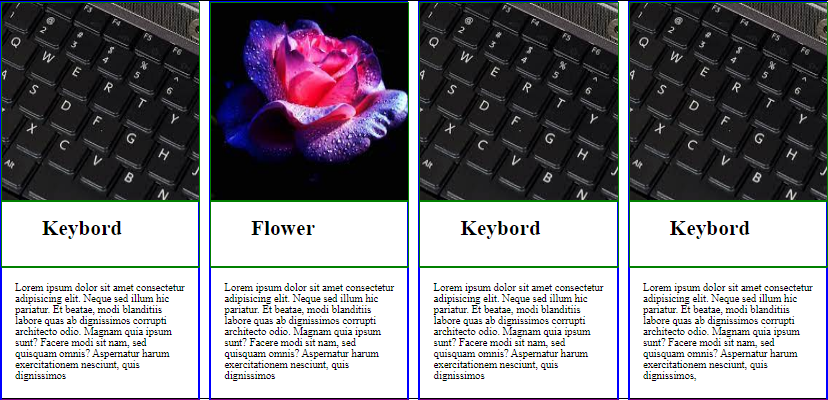 Keybord
Flower
Keybord
Keybord
Lorem ipsum dolor sit amet consectetur
adipisicing elit. Neque sed illum hic
pariatur. Et beatae, modi blanditiis
labore quas ab dignissimos corrupti
architecto odio. Magnam quia ipsum
sunt? Facere modi sit nam, sed
quisquam omnis? Aspernatur harum
exercitationem nesciunt, quis
dignissimos
Lorem ipsum dolor sit amet consectetur
adipisicing elit. Neque sed illum hic
pariatur. Et beatae, modi blanditiis
labore quas ab dignissimos corrupti
architecto odio. Magnam quia ipsum
sunt? Facere modi sit nam, sed
quisquam omnis? Aspernatur harum
exercitationem nesciunt, quis
dignissimos
Lorem ipsum dolor sit amet consectetur
adipisicing elit. Neque sed illum hic
pariatur. Et beatae, modi blanditiis
labore quas ab dignissimos corrupti
architecto odio. Magnam quia ipsum
sunt? Facere modi sit nam, sed
quisquam omnis? Aspernatur harum
exercitationem nesciunt, quis
dignissimos
Lorem ipsum dolor sit amet consectetur
adipisicing elit. Neque sed illum hic
pariatur. Et beatae, modi blanditiis
labore quas ab dignissimos corrupti
architecto odio. Magnam quia ipsum
sunt? Facere modi sit nam, sed
quisquam omnis? Aspernatur harum
exercitationem nesciunt, quis
dignissimos,